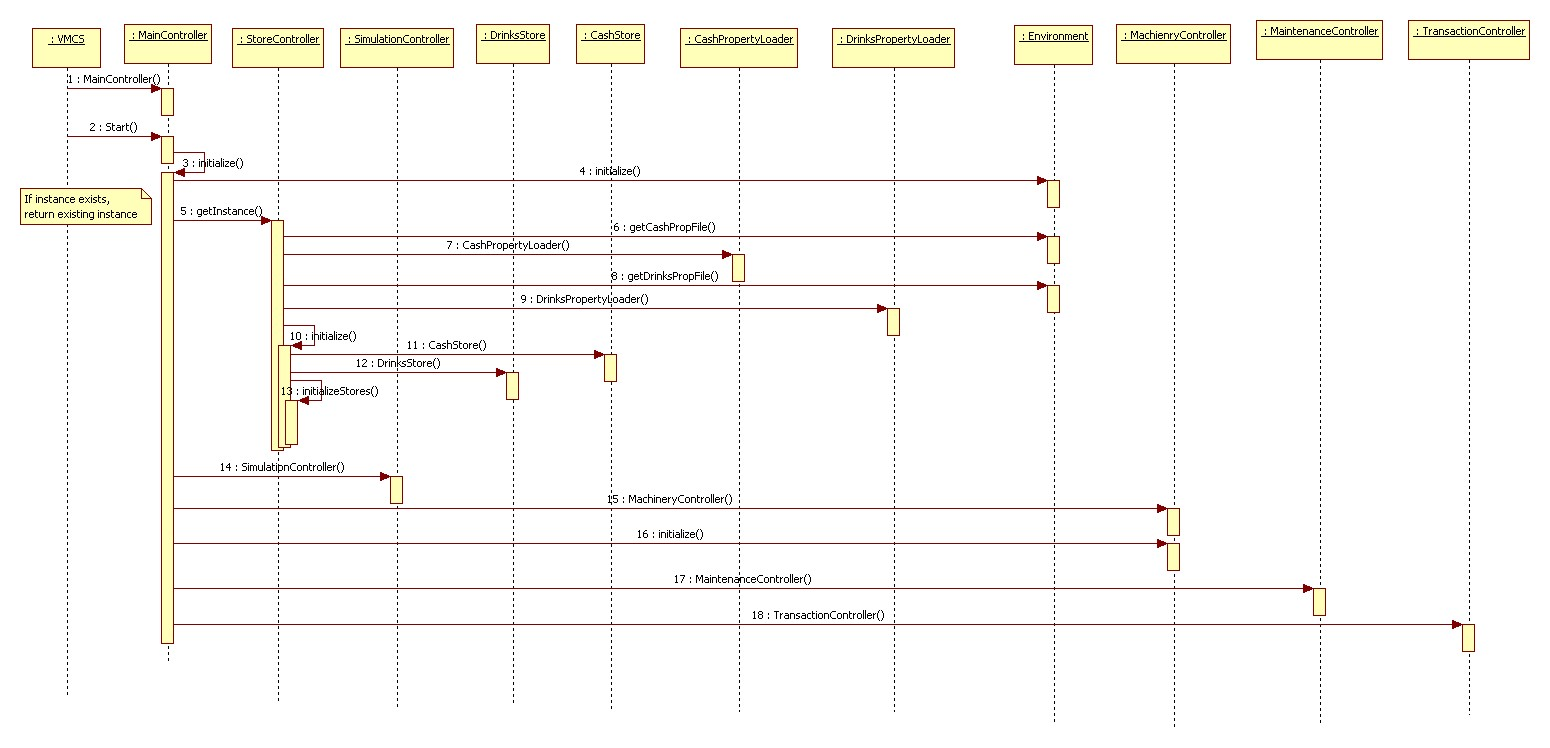 : VMCS
: MainController
: StoreController
: SimulationController
: DrinksStore
: CashStore
: CashPropertyLoader
: DrinksPropertyLoader
: Environment
: MachienryController
: MaintenanceController
: TransactionController
1 : MainController()
2 : Start()
3 : initialize()
4 : initialize()
If instance exists,
return existing instance
5 : getInstance()
6 : getCashPropFile()
7 : CashPropertyLoader()
8 : getDrinksPropFile()
9 : DrinksPropertyLoader()
10 : initialize()
11 : CashStore()
12 : DrinksStore()
13 : initializeStores()
14 : SimulationController()
15 : MachineryController()
16 : initialize()
17 : MaintenanceController()
18 : TransactionController()